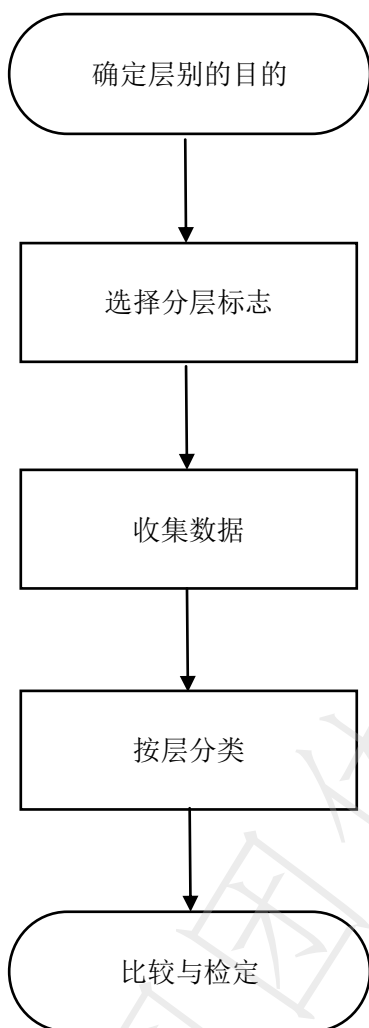 确定层别的目的
选择分层标志
收集数据
按层分类
比较与检定